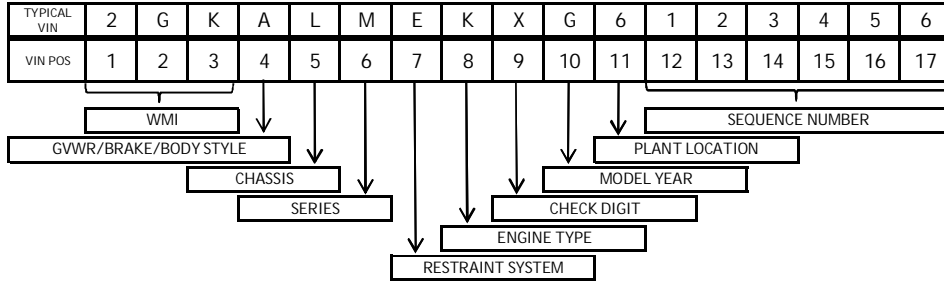 TYPICAL VIN 2 G K A L M E K X G 6 1 2 3 4 5 6
VIN POS 1 2 3 4 5 6 7 8 9 10 11 12 13 14 15 16 17
WMI SEQUENCE NUMBER
GVWR/BRAKE/BODY STYLE PLANT LOCATION
CHASSIS MODEL YEAR
SERIES CHECK DIGIT
ENGINE TYPE
RESTRAINT SYSTEM